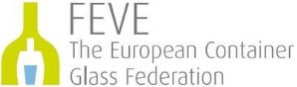 FEVE
The European Container
Glass Federation